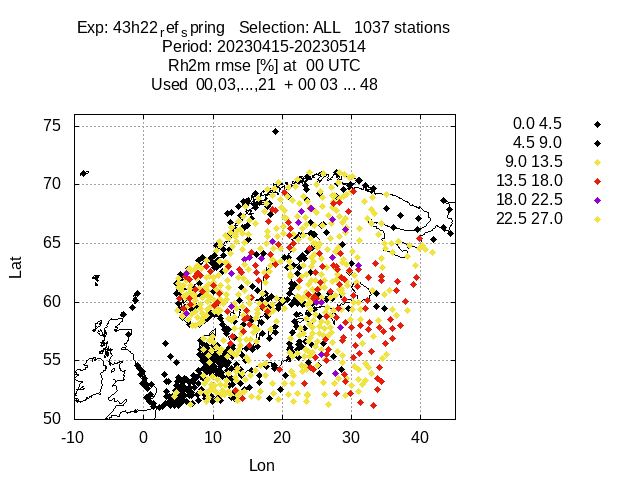 Exp: 43h22ref spring Selection: ALL 1037 stations
Period: 20230415-20230514
Rh2m rmse [%] at 00 UTC
Used 00,03,...,21 + 00 03 ... 48
0.0 4.5
4.5 9.0
9.0 13.5
13.5 18.0
18.0 22.5
22.5 27.0
75
70
65
60
55
50
Lat
-10 0 10 20 30 40
Lon